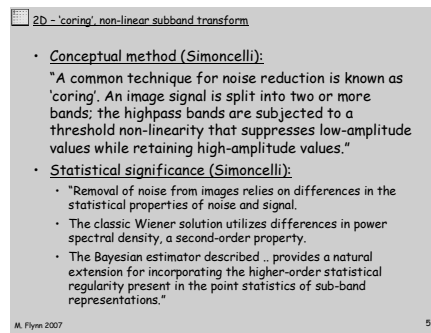 2D – 'coring', non-linear subband transform
• Conceptual method (Simoncelli):
"A common technique for noise reduction is known as
'coring'. An image signal is split into two or more
bands; the highpass bands are subjected to a
threshold non-linearity that suppresses low-amplitude
values while retaining high-amplitude values."
• Statistical significance (Simoncelli):
• "Removal of noise from images relies on differences in the
statistical properties of noise and signal.
• The classic Wiener solution utilizes differences in power
spectral density, a second-order property.
• The Bayesian estimator described .. provides a natural
extension for incorporating the higher-order statistical
regularity present in the point statistics of sub-band
representations."
M. Flynn 2007
5